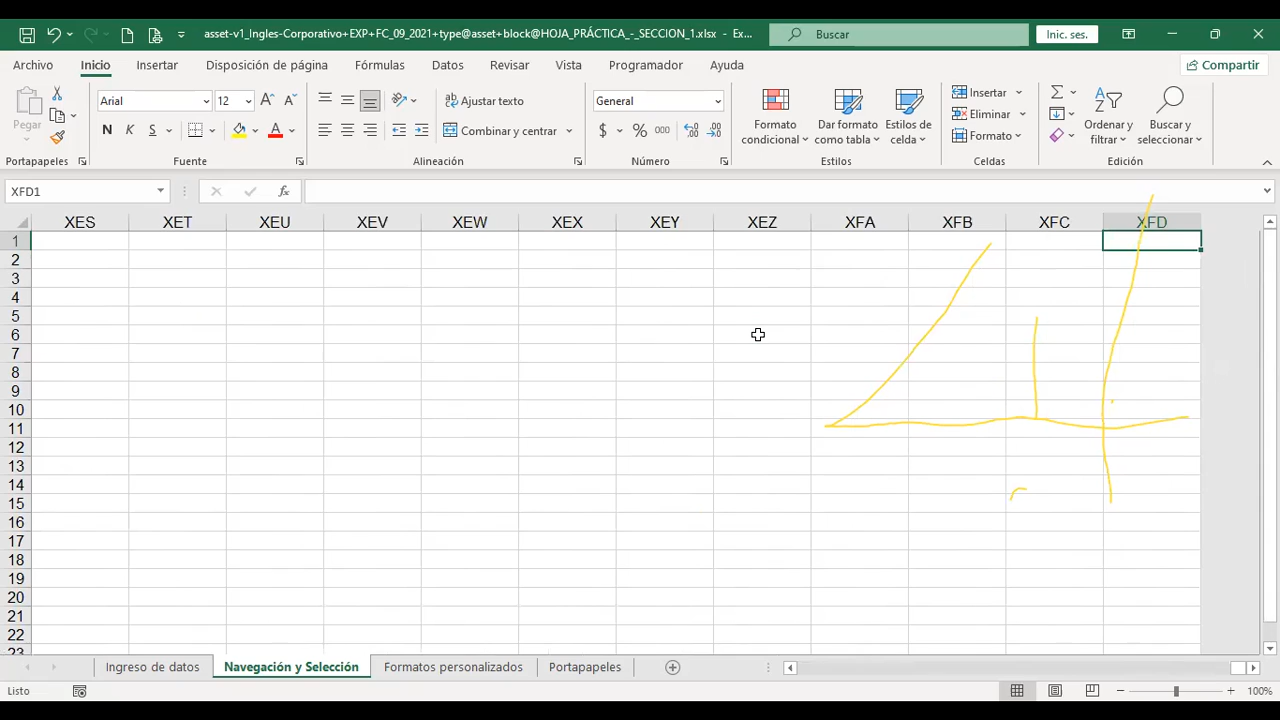 asset-v1_Ingles-Corporativo+EXP+FC_09_2021+type@asset+block@HOJA_PRÁCTICA_-_SECCION_1.xlsx - Ex...
Buscar
Inic. ses.
Archivo Inicio Insertar Disposición de página Fórmulas Datos Revisar Vista Programador Ayuda
Compartir
Pegar
Portapapeles
Arial 12
N K S
Fuente
Ajustar texto
Combinar y centrar
Alineación
General
$ % 000
Número
Formato condicional
Dar formato como tabla
Estilos de celda
Estilos
Insertar
Eliminar
Formato
Celdas
Ordenar y filtrar
Buscar y seleccionar
Edición
XFD1
fx
XES XET XEU XEV XEW XEX XEY XEZ XFA XFB XFC XFD
1
2
3
4
5
6
7
8
9
10
11
12
13
14
15
16
17
18
19
20
21
22
23
Ingreso de datos Navegación y Selección Formatos personalizados Portapapeles
Listo
100%